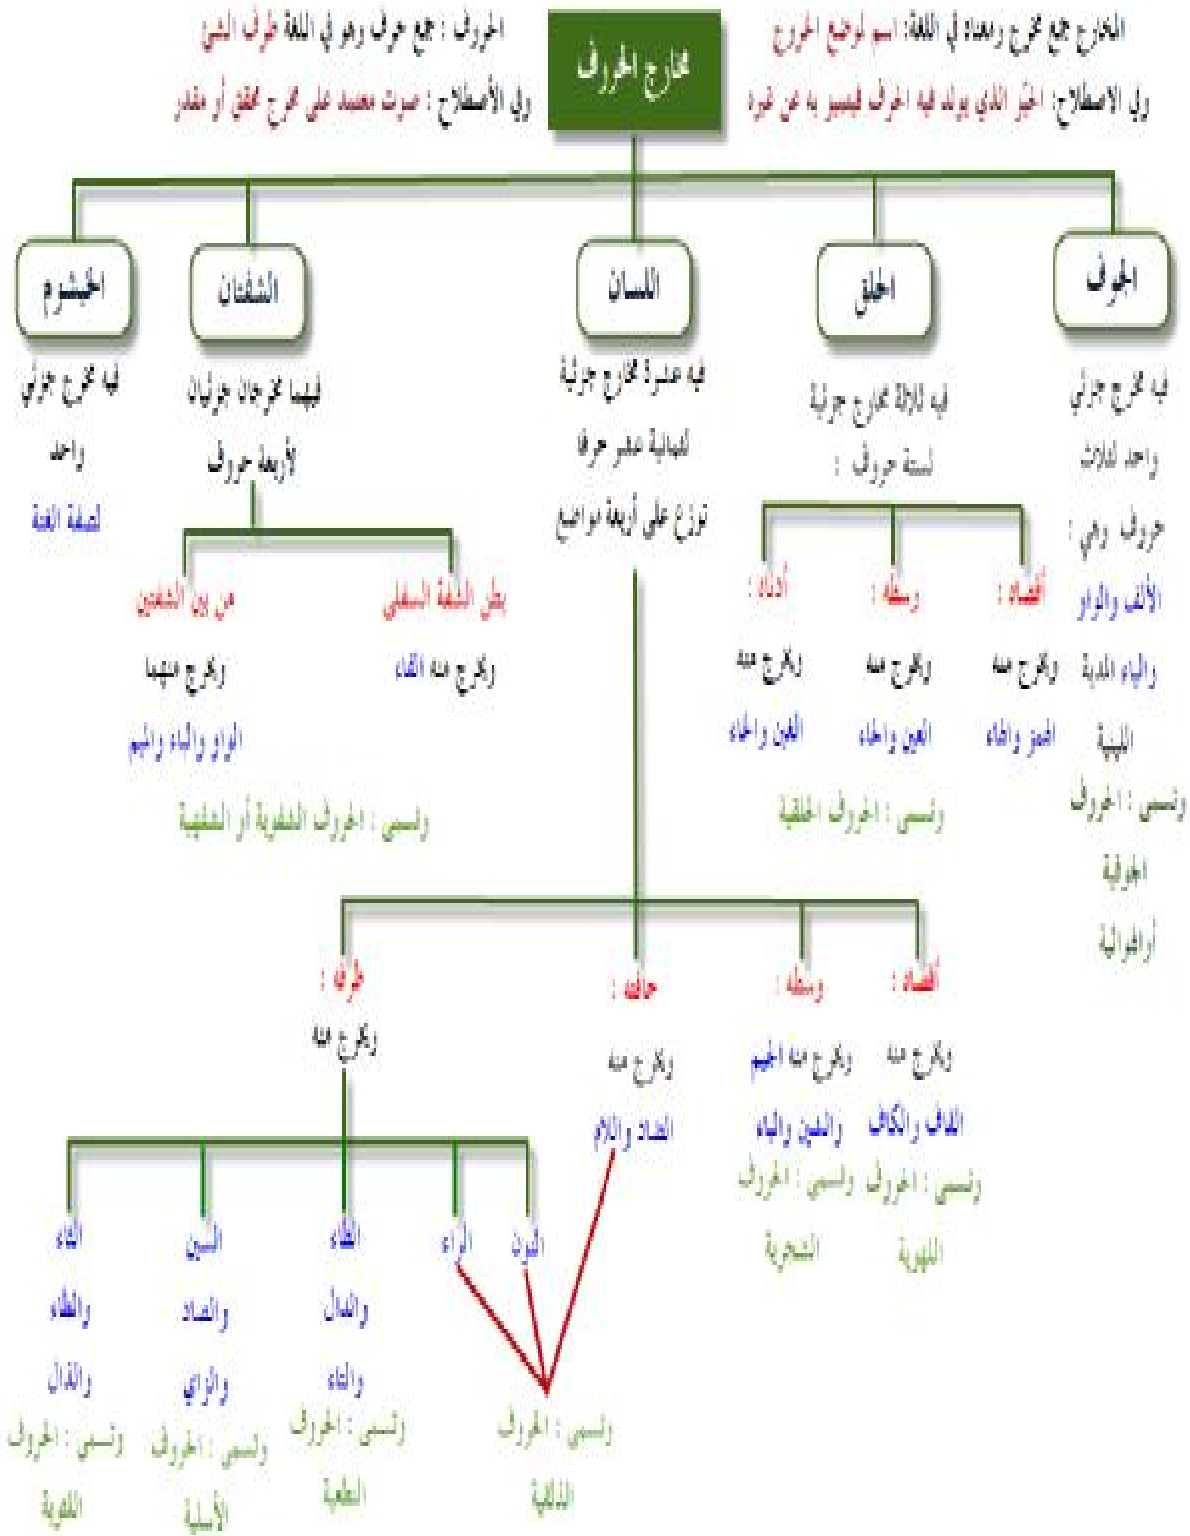 مخارج الحروف
المخارج جمع مخرج ومعناه في اللغة: اسم لموضع الخروج
وفي الاصطلاح: الحيّز الذي يولد فيه الحرف فيتميز به عن غيره
الحروف : جمع حرف وهو في اللغة طرف الشئ
وفي الأصطلاح : صوت معتمد على مخرج محقق أو مقدر
الجوف
فيه مخرج جزئي
واحد لثلاث
حروف وهي :
الألف والواو
والياء المدية
اللينية
وتسمى : الحروف
الجوفية
أوالهوائية
الحلق
فيه ثلاثة مخارج جزئية
لستة حروف :
أقصاه :
ويخرج منه
الهمز والهاء
وسطه :
ويخرج منه
العين والحاء
أدناه :
ويخرج منه
الغين والخاء
وتسمى : الحروف الحلقية
اللسان
فيه عشرة مخارج جزئية
لثمانية عشر حرفا
توزع على أربعة مواضع
أقصاه :
ويخرج منه
القاف والكاف
وتسمى : الحروف
اللهوية
وسطه :
ويخرج منه الجيم
والشين والياء
وتسمى : الحروف
الشجرية
حافته :
ويخرج منه
الضاد واللام
طرفه :
ويخرج منه
النون
الراء
وتسمى : الحروف
الذلقية
الطاء
والدال
والتاء
وتسمى : الحروف
النطعية
السين
والصاد
والزاي
وتسمى : الحروف
الأسلية
الثاء
والظاء
والذال
وتسمى : الحروف
اللثوية
الشفتان
فيهما مخرجان جزئيان
لأربعة حروف
بطن الشفة السفلى
ويخرج منه الفاء
من بين الشفتين
ويخرج منهما
الواو والباء والميم
وتسمى : الحروف الشفوية أو الشفهية
الخيشوم
فيه مخرج جزئي
واحد
لصفة الغنة